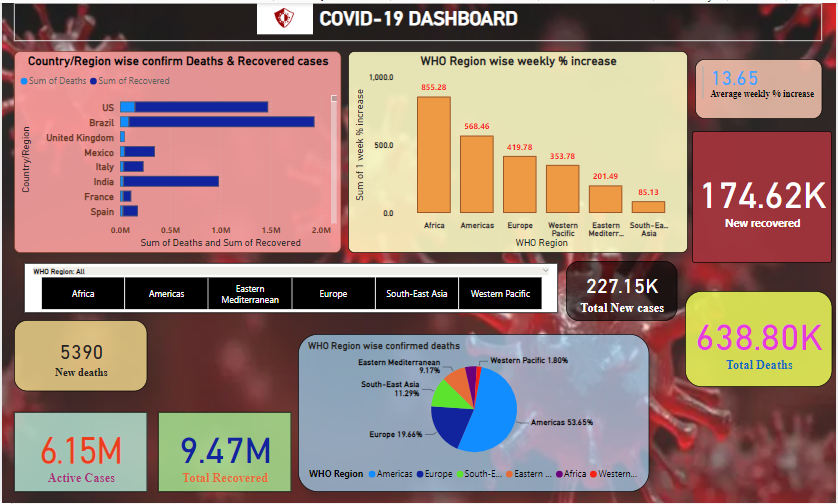 COVID-19 DASHBOARD
Country/Region wise confirm Deaths & Recovered cases
Sum of Deaths Sum of Recovered
Country/Region
US
Brazil
United Kingdom
Mexico
Italy
India
France
Spain
0.0M 0.5M 1.0M 1.5M 2.0M
Sum of Deaths and Sum of Recovered
WHO Region wise weekly % increase
Sum of 1 week % increase
1,000.0
500.0
0.0
855.28
568.46
419.78
353.78
201.49
85.13
Africa
Americas
Europe
Western
Pacific
Eastern
Mediterr...
South-Ea...
Asia
WHO Region
13.65
Average weekly % increase
174.62K
New recovered
WHO Region: All
Africa
Americas
Eastern
Mediterranean
Europe
South-East Asia
Western Pacific
227.15K
Total New cases
638.80K
Total Deaths
5390
New deaths
6.15M
Active Cases
9.47M
Total Recovered
WHO Region wise confirmed deaths
Western Pacific 1.80%
Eastern Mediterranean
9.17%
South-East Asia
11.29%
Europe 19.66%
Americas 53.65%
WHO Region Americas Europe South-E... Eastern ... Africa Western...